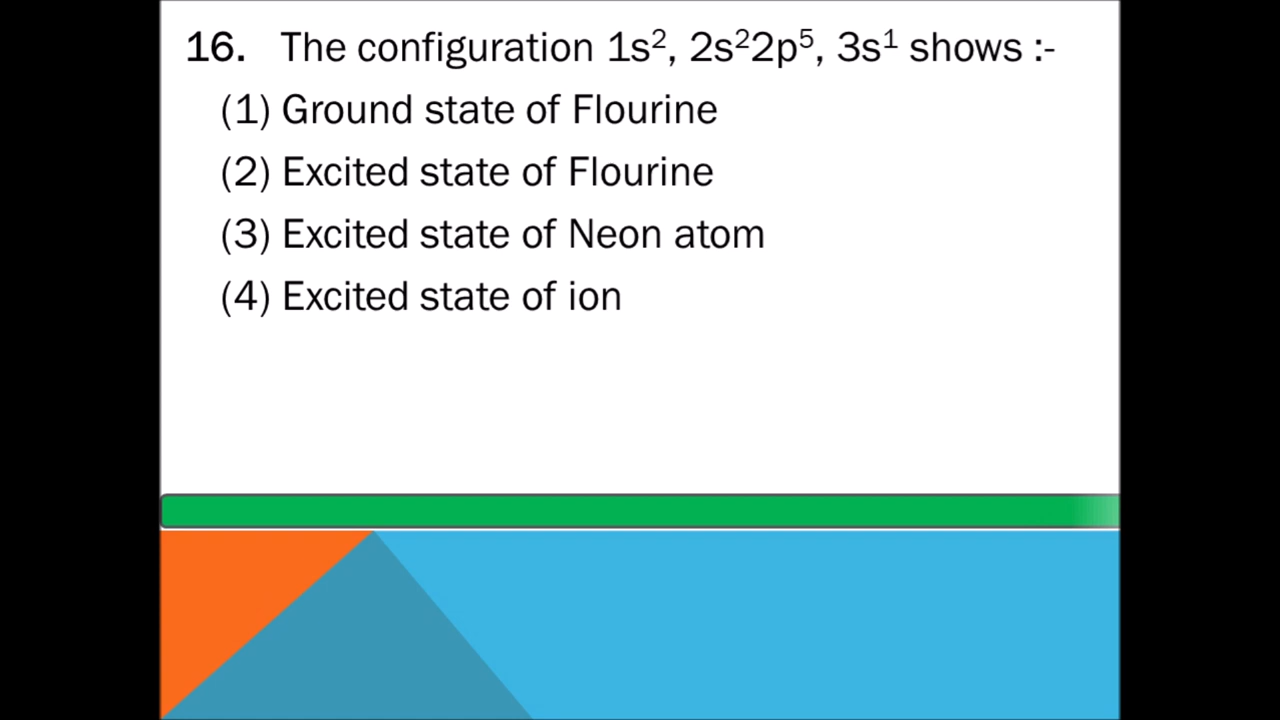 16. The configuration 1s², 2s²2p⁵, 3s¹ shows :-
(1) Ground state of Flourine
(2) Excited state of Flourine
(3) Excited state of Neon atom
(4) Excited state of ion